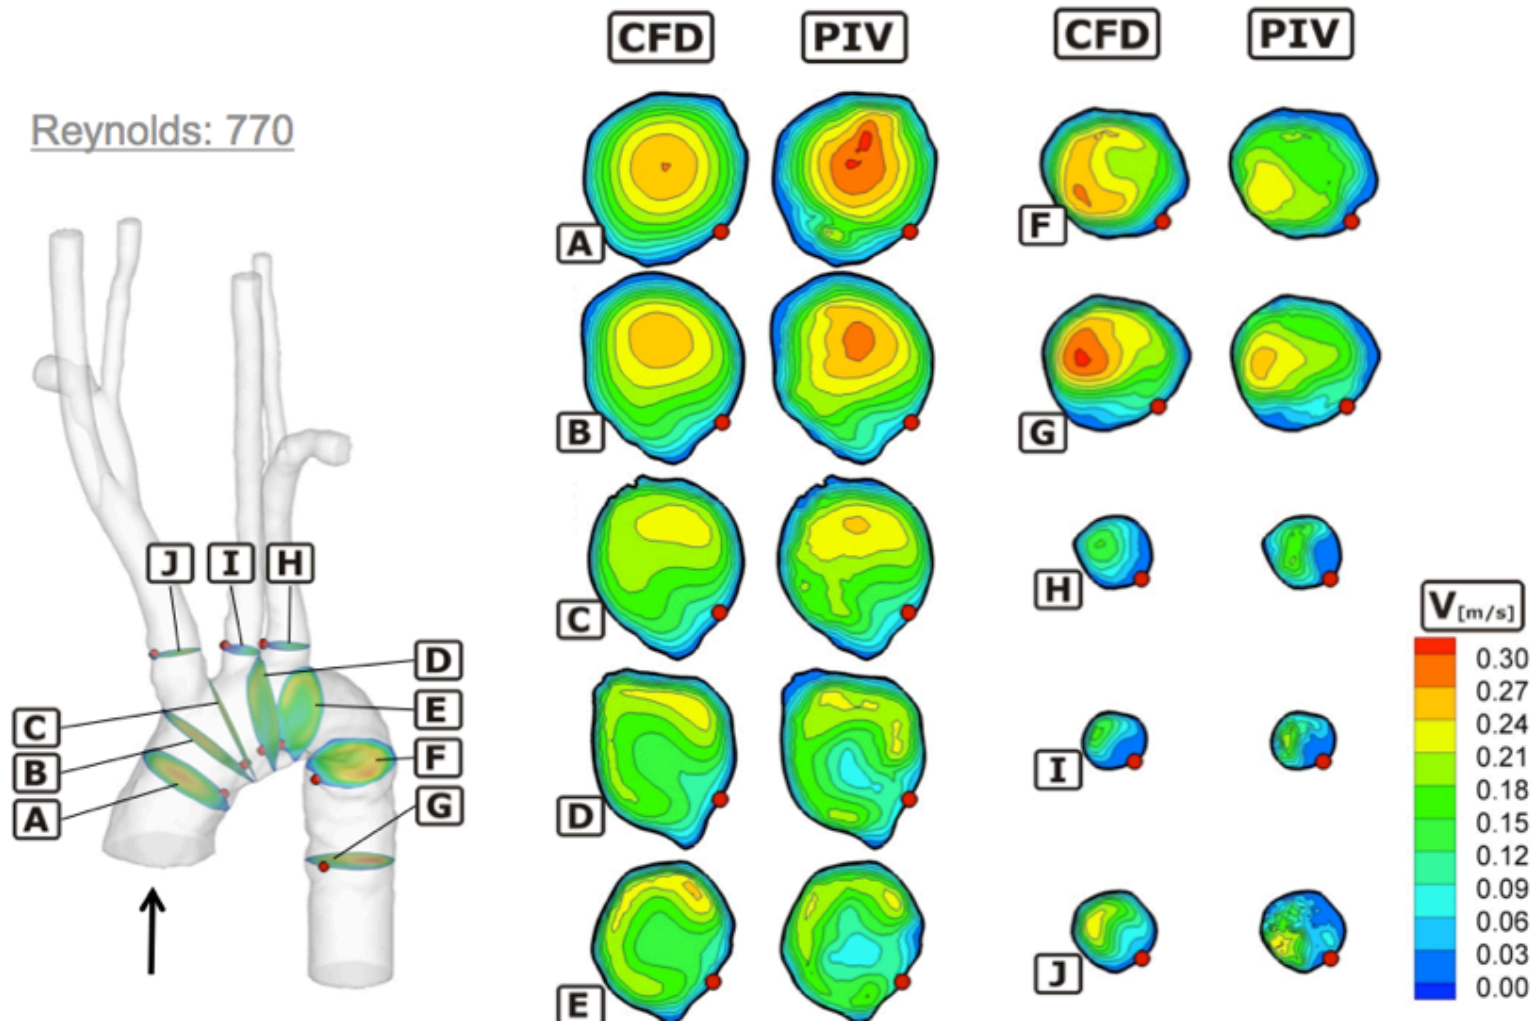 CFD PIV CFD PIV
Reynolds: 770
A
F
B
G
J I H
C
H
D
C
E
B
F
A
G
D
I
E
J
V[m/s]
0.30
0.27
0.24
0.21
0.18
0.15
0.12
0.09
0.06
0.03
0.00